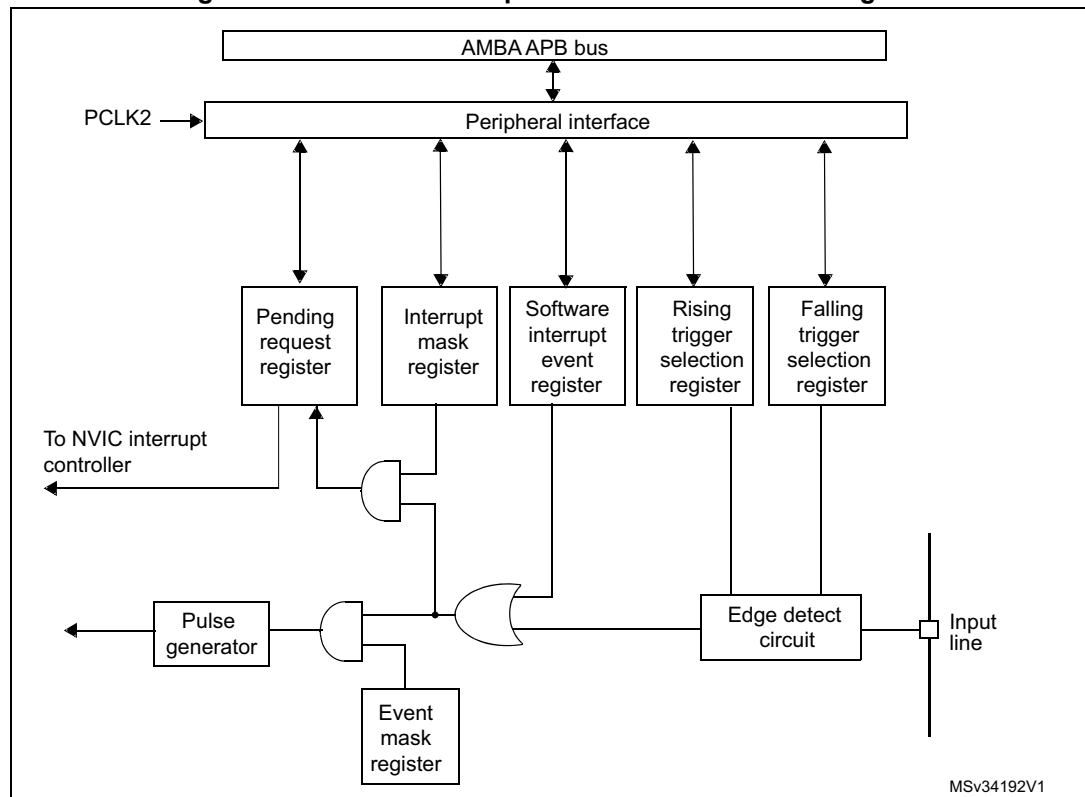 AMBA APB bus
PCLK2
Peripheral interface
Pending
request
register
Interrupt
mask
register
Software
interrupt
event
register
Rising
trigger
selection
register
Falling
trigger
selection
register
To NVIC interrupt
controller
Pulse
generator
Event
mask
register
Edge detect
circuit
Input
line
MSv34192V1